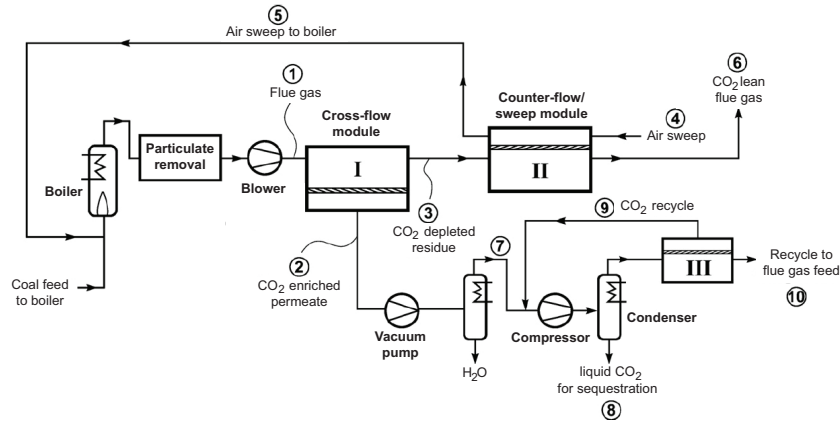 ⑤
Air sweep to boiler
①
Flue gas
Cross-flow
module
Counter-flow/
sweep module
⑥
CO₂ lean
flue gas
④
Air sweep
Particulate
removal
Blower
Boiler
I
II
③
CO₂ depleted
residue
②
CO₂ enriched
permeate
⑦
⑨ CO₂ recycle
III
Recycle to
flue gas feed
⑩
Coal feed
to boiler
Vacuum
pump
H₂O
Compressor
Condenser
liquid CO₂
for sequestration
⑧